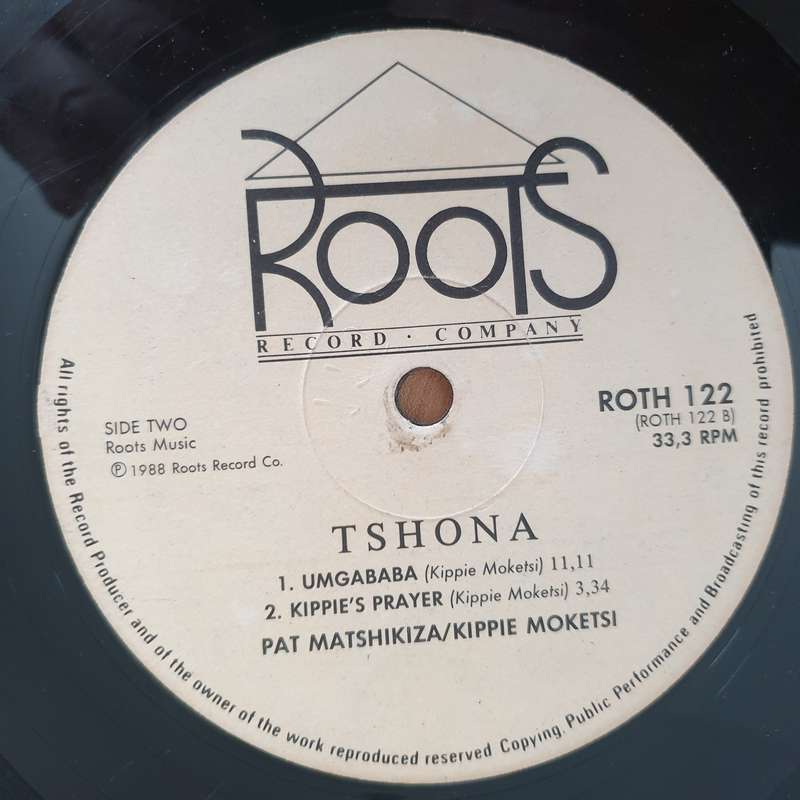 ROOTS
RECORD · COMPANY
SIDE TWO
Roots Music
℗ 1988 Roots Record Co.
ROTH 122
(ROTH 122 B)
33,3 RPM
TSHONA
1. UMGABABA (Kippie Moketsi) 11,11
2. KIPPIE'S PRAYER (Kippie Moketsi) 3,34
PAT MATSHIKIZA/KIPPIE MOKETSI
All rights of the Record Producer and of the owner of the work reproduced reserved Copying, Public Performance and Broadcasting of this record prohibited